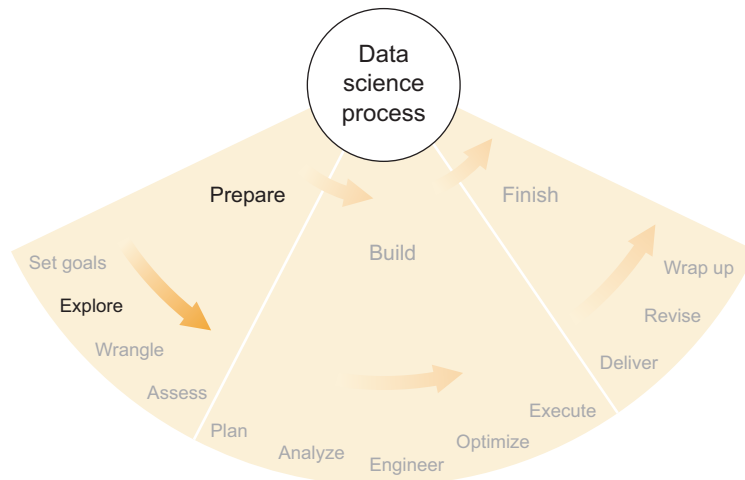 Data
science
process
Prepare
Finish
Build
Set goals
Explore
Wrangle
Assess
Plan
Analyze
Engineer
Optimize
Execute
Deliver
Revise
Wrap up